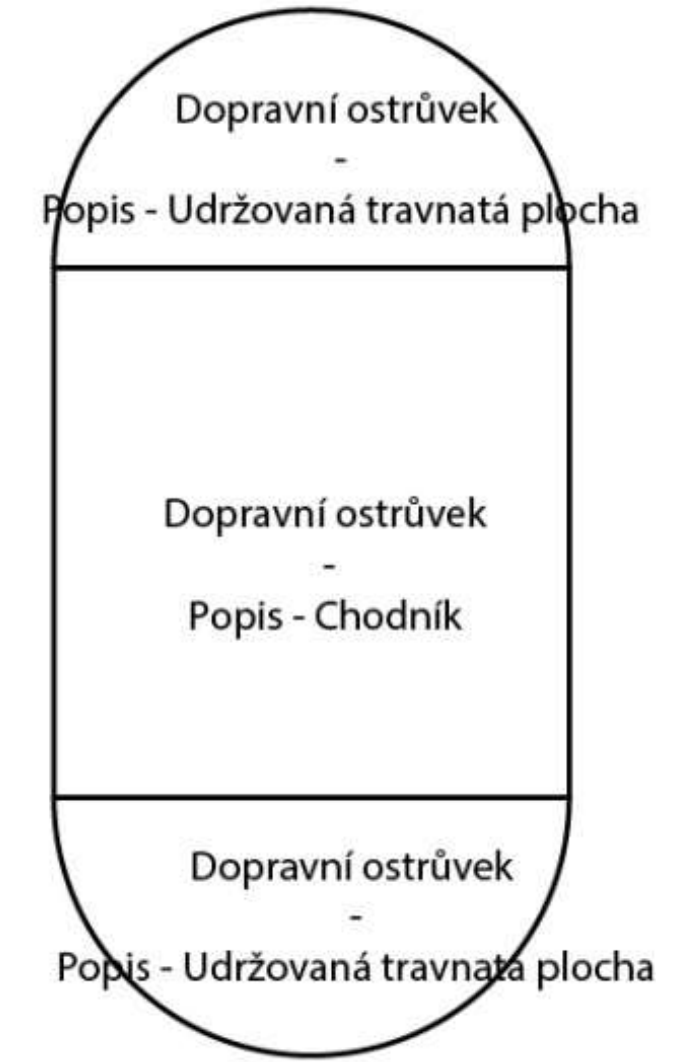 Dopravní ostrůvek
-
Popis - Udržovaná travnatá plocha
Dopravní ostrůvek
-
Popis - Chodník
Dopravní ostrůvek
-
Popis - Udržovaná travnatá plocha